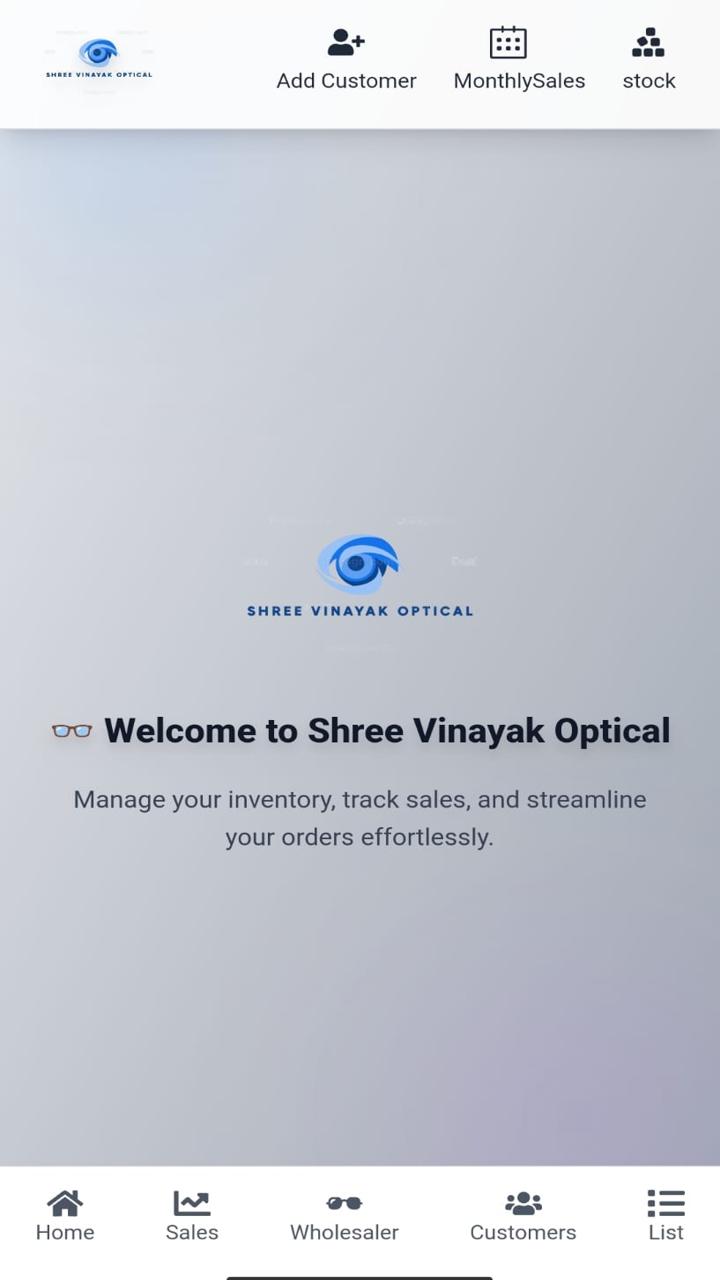 SHREE VINAYAK OPTICAL
Add Customer
MonthlySales
stock
SHREE VINAYAK OPTICAL
👓 Welcome to Shree Vinayak Optical
Manage your inventory, track sales, and streamline
your orders effortlessly.
Home
Sales
Wholesaler
Customers
List